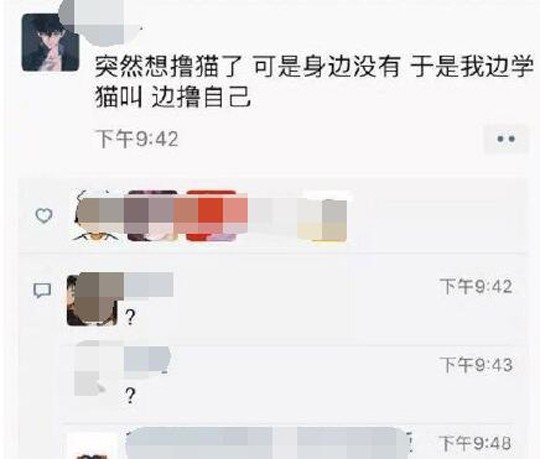 突然想撸猫了 可是身边没有 于是我边学
猫叫 边撸自己
下午9:42
下午9:42
?
下午9:43
?
下午9:48